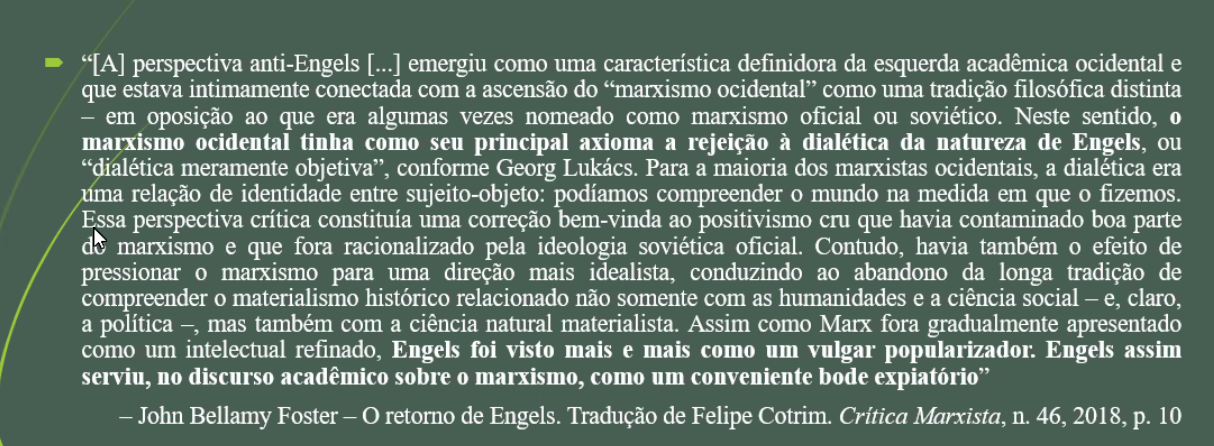 “[A] perspectiva anti-Engels [...] emergiu como uma característica definidora da esquerda acadêmica ocidental e
que estava intimamente conectada com a ascensão do “marxismo ocidental” como uma tradição filosófica distinta
– em oposição ao que era algumas vezes nomeado como marxismo oficial ou soviético. Neste sentido, o
marxismo ocidental tinha como seu principal axioma a rejeição à dialética da natureza de Engels, ou
“dialética meramente objetiva”, conforme Georg Lukács. Para a maioria dos marxistas ocidentais, a dialética era
uma relação de identidade entre sujeito-objeto: podíamos compreender o mundo na medida em que o fizemos.
Essa perspectiva crítica constituía uma correção bem-vinda ao positivismo cru que havia contaminado boa parte
do marxismo e que fora racionalizado pela ideologia soviética oficial. Contudo, havia também o efeito de
pressionar o marxismo para uma direção mais idealista, conduzindo ao abandono da longa tradição de
compreender o materialismo histórico relacionado não somente com as humanidades e a ciência social – e, claro,
a política –, mas também com a ciência natural materialista. Assim como Marx fora gradualmente apresentado
como um intelectual refinado, Engels foi visto mais e mais como um vulgar popularizador. Engels assim
serviu, no discurso acadêmico sobre o marxismo, como um conveniente bode expiatório”
– John Bellamy Foster – O retorno de Engels. Tradução de Felipe Cotrim. Crítica Marxista, n. 46, 2018, p. 10